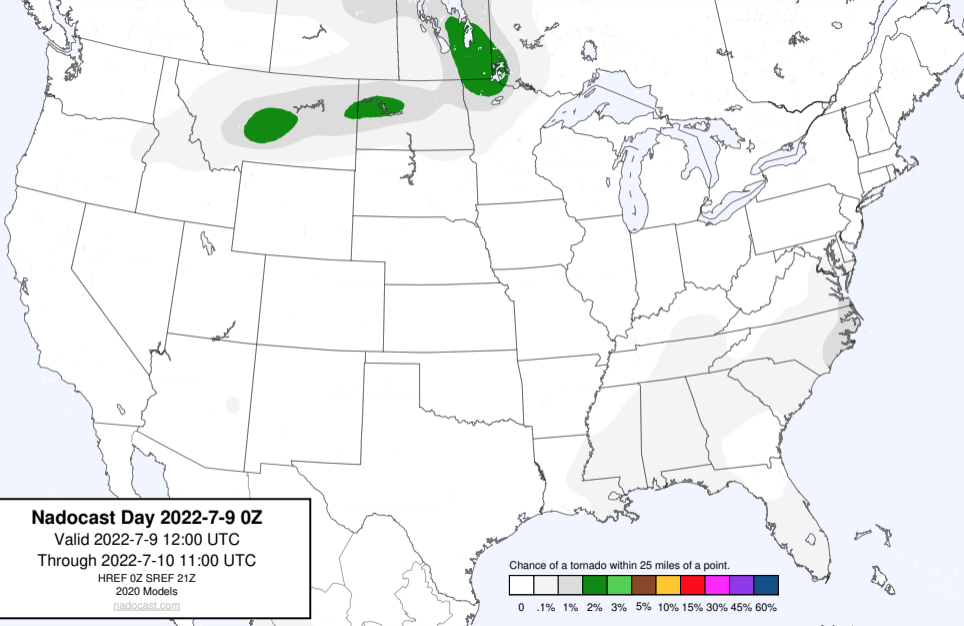 Nadocast Day 2022-7-9 0Z
Valid 2022-7-9 12:00 UTC
Through 2022-7-10 11:00 UTC
HREF 0Z SREF 21Z
2020 Models
nadocast.com
Chance of a tornado within 25 miles of a point.
0 .1% 1% 2% 3% 5% 10% 15% 30% 45% 60%